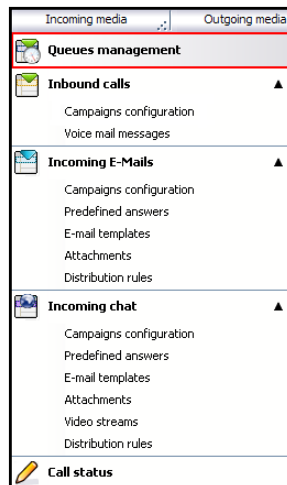 Incoming media Outgoing media
Queues management
Inbound calls
Campaigns configuration
Voice mail messages
Incoming E-Mails
Campaigns configuration
Predefined answers
E-mail templates
Attachments
Distribution rules
Incoming chat
Campaigns configuration
Predefined answers
E-mail templates
Attachments
Video streams
Distribution rules
Call status